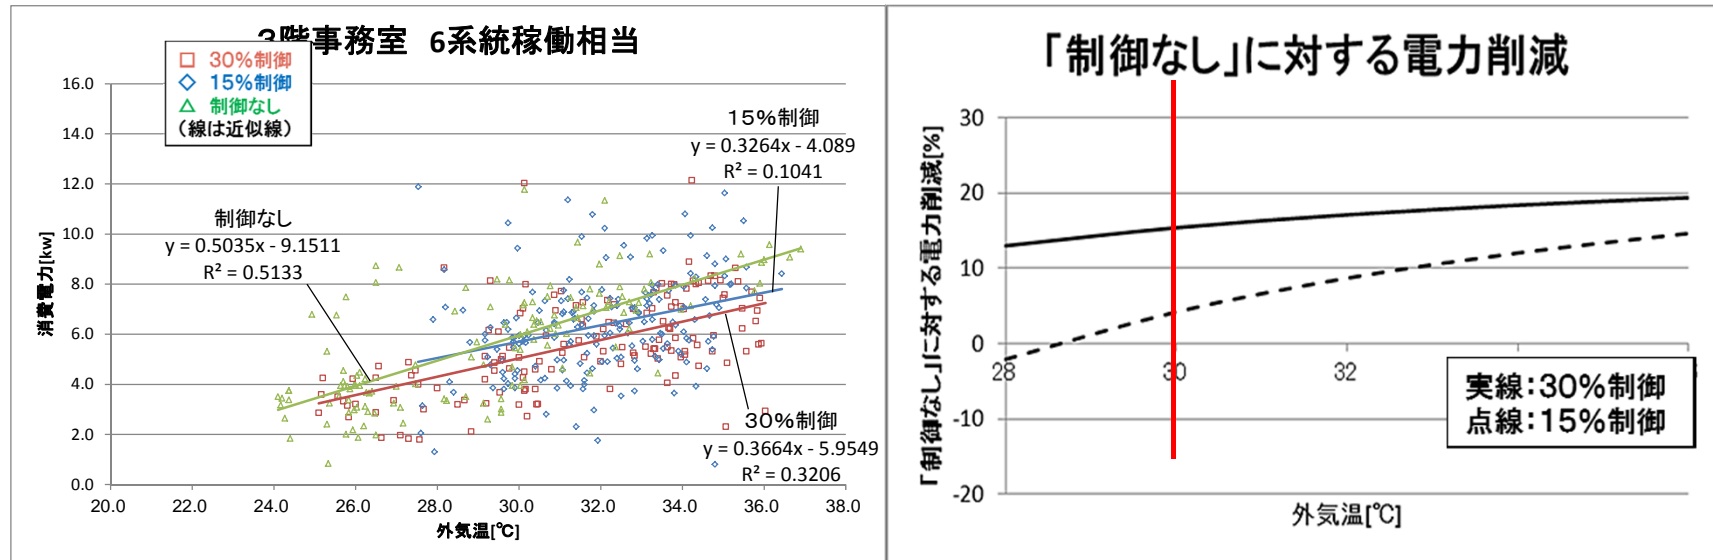 3階事務室 6系統稼働相当
30%制御
15%制御
制御なし
(線は近似線)
16.0
14.0
12.0
10.0
8.0
6.0
4.0
2.0
0.0
消費電力[kw]
15%制御
y = 0.3264x - 4.089
R² = 0.1041
制御なし
y = 0.5035x - 9.1511
R² = 0.5133
30%制御
y = 0.3664x - 5.9549
R² = 0.3206
20.0 22.0 24.0 26.0 28.0 30.0 32.0 34.0 36.0 38.0
外気温[℃]
「制御なし」に対する電力削減
「制御なし」に対する電力削減[%]
30
20
10
0
-10
-20
28 30 32
実線:30%制御
点線:15%制御
外気温[℃]